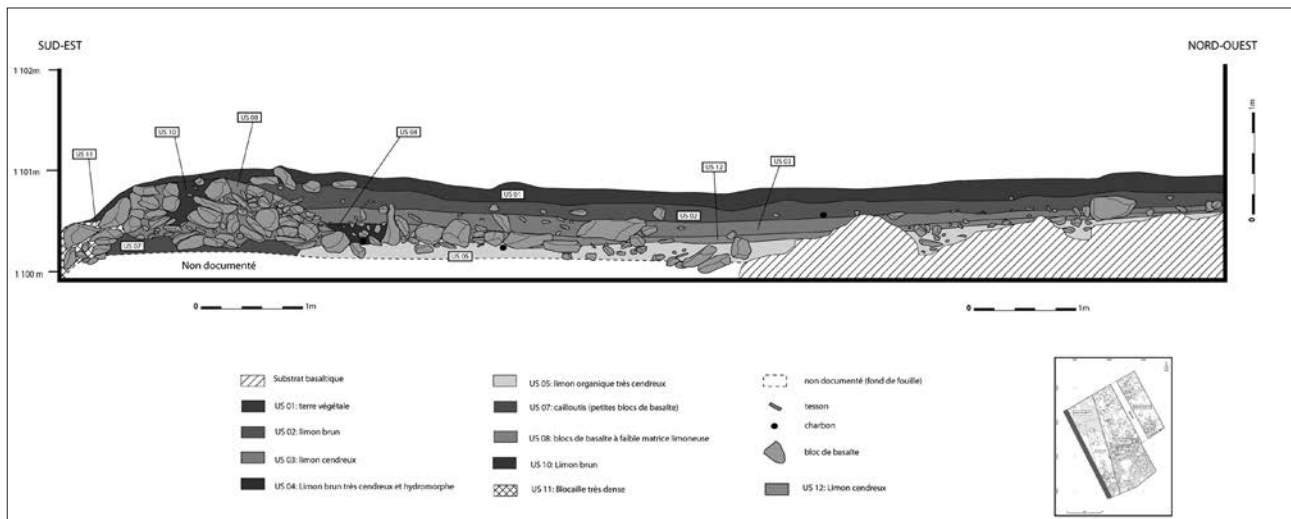 SUD-EST
NORD-OUEST
1 102m
1 101m
1 100 m
US 11
US 10
US 08
US 04
US 12
US 03
US 01
US 02
US 07
US 05
Non documenté
1m
0
0 1m
0 1m
Substrat basaltique
US 01: terre végétale
US 02: limon brun
US 03: limon cendreux
US 04: Limon brun très cendreux et hydromorphe
US 05: limon organique très cendreux
US 07: cailloutis (petites blocs de basalte)
US 08: blocs de basalte à faible matrice limoneuse
US 10: Limon brun
US 11: Blocaille très dense
non documenté (fond de fouille)
tesson
charbon
bloc de basalte
US 12: Limon cendreux